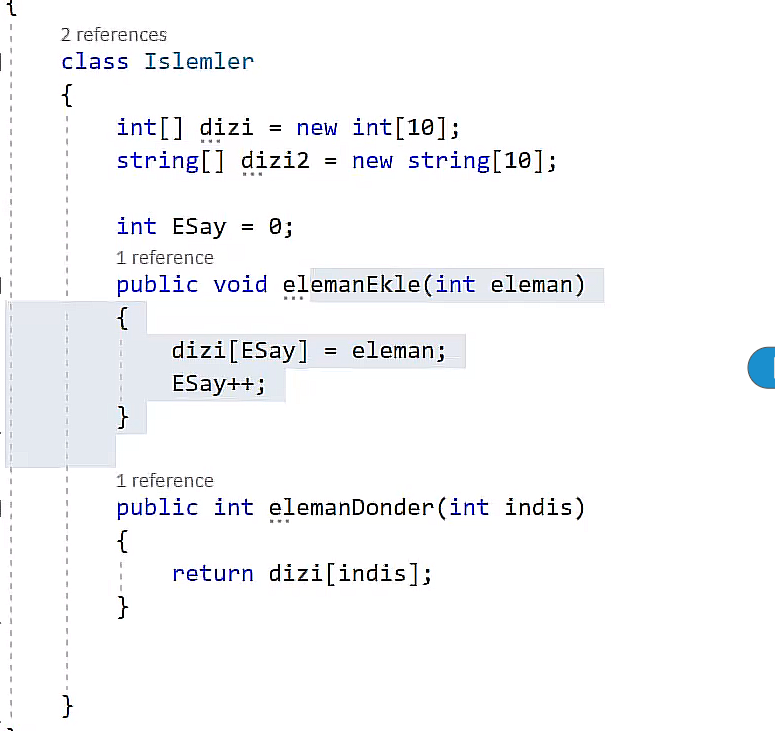 {
2 references
class Islemler
{
int[] dizi = new int[10];
string[] dizi2 = new string[10];
int ESay = 0;
1 reference
public void elemanEkle(int eleman)
{
dizi[ESay] = eleman;
ESay++;
}
1 reference
public int elemanDonder(int indis)
{
return dizi[indis];
}
}